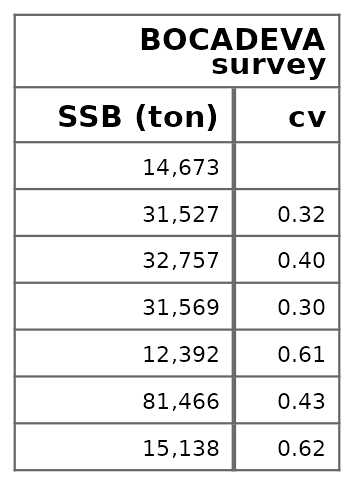 BOCADEVA
survey
SSB (ton) cv
14,673
31,527 0.32
32,757 0.40
31,569 0.30
12,392 0.61
81,466 0.43
15,138 0.62